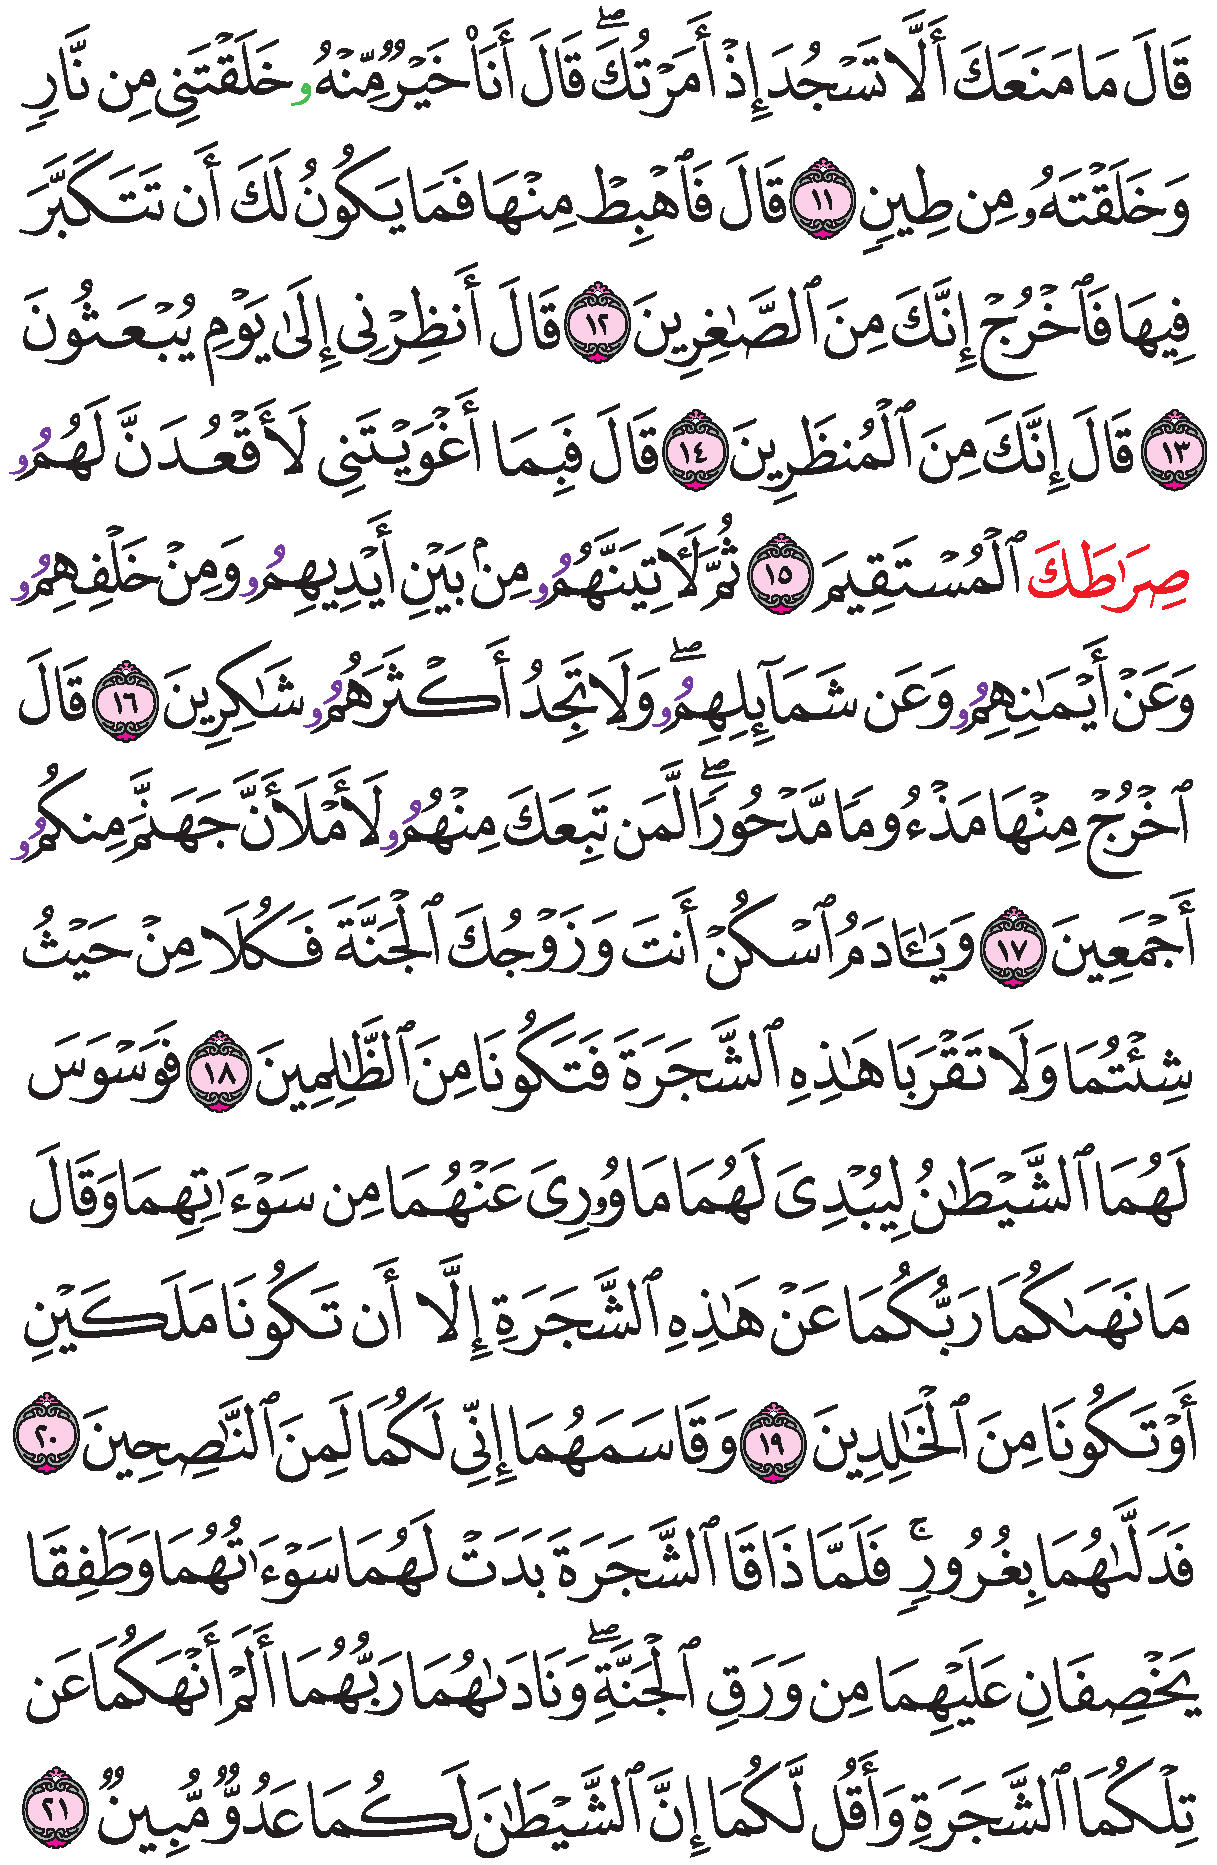 قَالَ مَا مَنَعَكَ أَلَّا تَسْجُدَ إِذْ أَمَرْتُكَۖ قَالَ أَنَا۠ خَيْرٌ مِّنْهُۥ خَلَقْتَنِى مِن نَّارٍ
وَخَلَقْتَهُۥ مِن طِينٍ ١١ قَالَ فَٱهْبِطْ مِنْهَا فَمَا يَكُونُ لَكَ أَن تَتَكَبَّرَ
فِيهَا فَٱخْرُجْ إِنَّكَ مِنَ ٱلصَّٰغِرِينَ ١٢ قَالَ أَنظِرْنِى إِلَىٰ يَوْمِ يُبْعَثُونَ
١٣ قَالَ إِنَّكَ مِنَ ٱلْمُنظَرِينَ ١٤ قَالَ فَبِمَا أَغْوَيْتَنِى لَأَقْعُدَنَّ لَهُمُۥ
صِرَٰطَكَ ٱلْمُسْتَقِيمَ ١٥ ثُمَّ لَأَتِيَنَّهُمُۥ مِنۢ بَيْنِ أَيْدِيهِمُۥ وَمِنْ خَلْفِهِمُۥ
وَعَنْ أَيْمَٰنِهِمُۥ وَعَن شَمَآئِلِهِمُۥۖ وَلَا تَجِدُ أَكْثَرَهُمُۥ شَٰكِرِينَ ١٦ قَالَ
ٱخْرُجْ مِنْهَا مَذْءُومًا مَّدْحُورًاۖ لَّمَن تَبِعَكَ مِنْهُمُۥ لَأَمْلَأَنَّ جَهَنَّمَ مِنكُمُۥ
أَجْمَعِينَ ١٧ وَيَٰـَٔادَمُ ٱسْكُنْ أَنتَ وَزَوْجُكَ ٱلْجَنَّةَ فَكُلَا مِنْ حَيْثُ
شِئْتُمَا وَلَا تَقْرَبَا هَٰذِهِ ٱلشَّجَرَةَ فَتَكُونَا مِنَ ٱلظَّٰلِمِينَ ١٨ فَوَسْوَسَ
لَهُمَا ٱلشَّيْطَٰنُ لِيُبْدِىَ لَهُمَا مَا وُۥرِىَ عَنْهُمَا مِن سَوْءَٰتِهِمَا وَقَالَ
مَا نَهَىٰكُمَا رَبُّكُمَا عَنْ هَٰذِهِ ٱلشَّجَرَةِ إِلَّا أَن تَكُونَا مَلَكَيْنِ
أَوْ تَكُونَا مِنَ ٱلْخَٰلِدِينَ ١٩ وَقَاسَمَهُمَا إِنِّى لَكُمَا لَمِنَ ٱلنَّٰصِحِينَ ٢٠
فَدَلَّىٰهُمَا بِغُرُورٍۚ فَلَمَّا ذَاقَا ٱلشَّجَرَةَ بَدَتْ لَهُمَا سَوْءَٰتُهُمَا وَطَفِقَا
يَخْصِفَانِ عَلَيْهِمَا مِن وَرَقِ ٱلْجَنَّةِۖ وَنَادَىٰهُمَا رَبُّهُمَا أَلَمْ أَنْهَكُمَا عَن
تِلْكُمَا ٱلشَّجَرَةِ وَأَقُل لَّكُمَا إِنَّ ٱلشَّيْطَٰنَ لَكُمَا عَدُوٌّ مُّبِينٌ ٢١